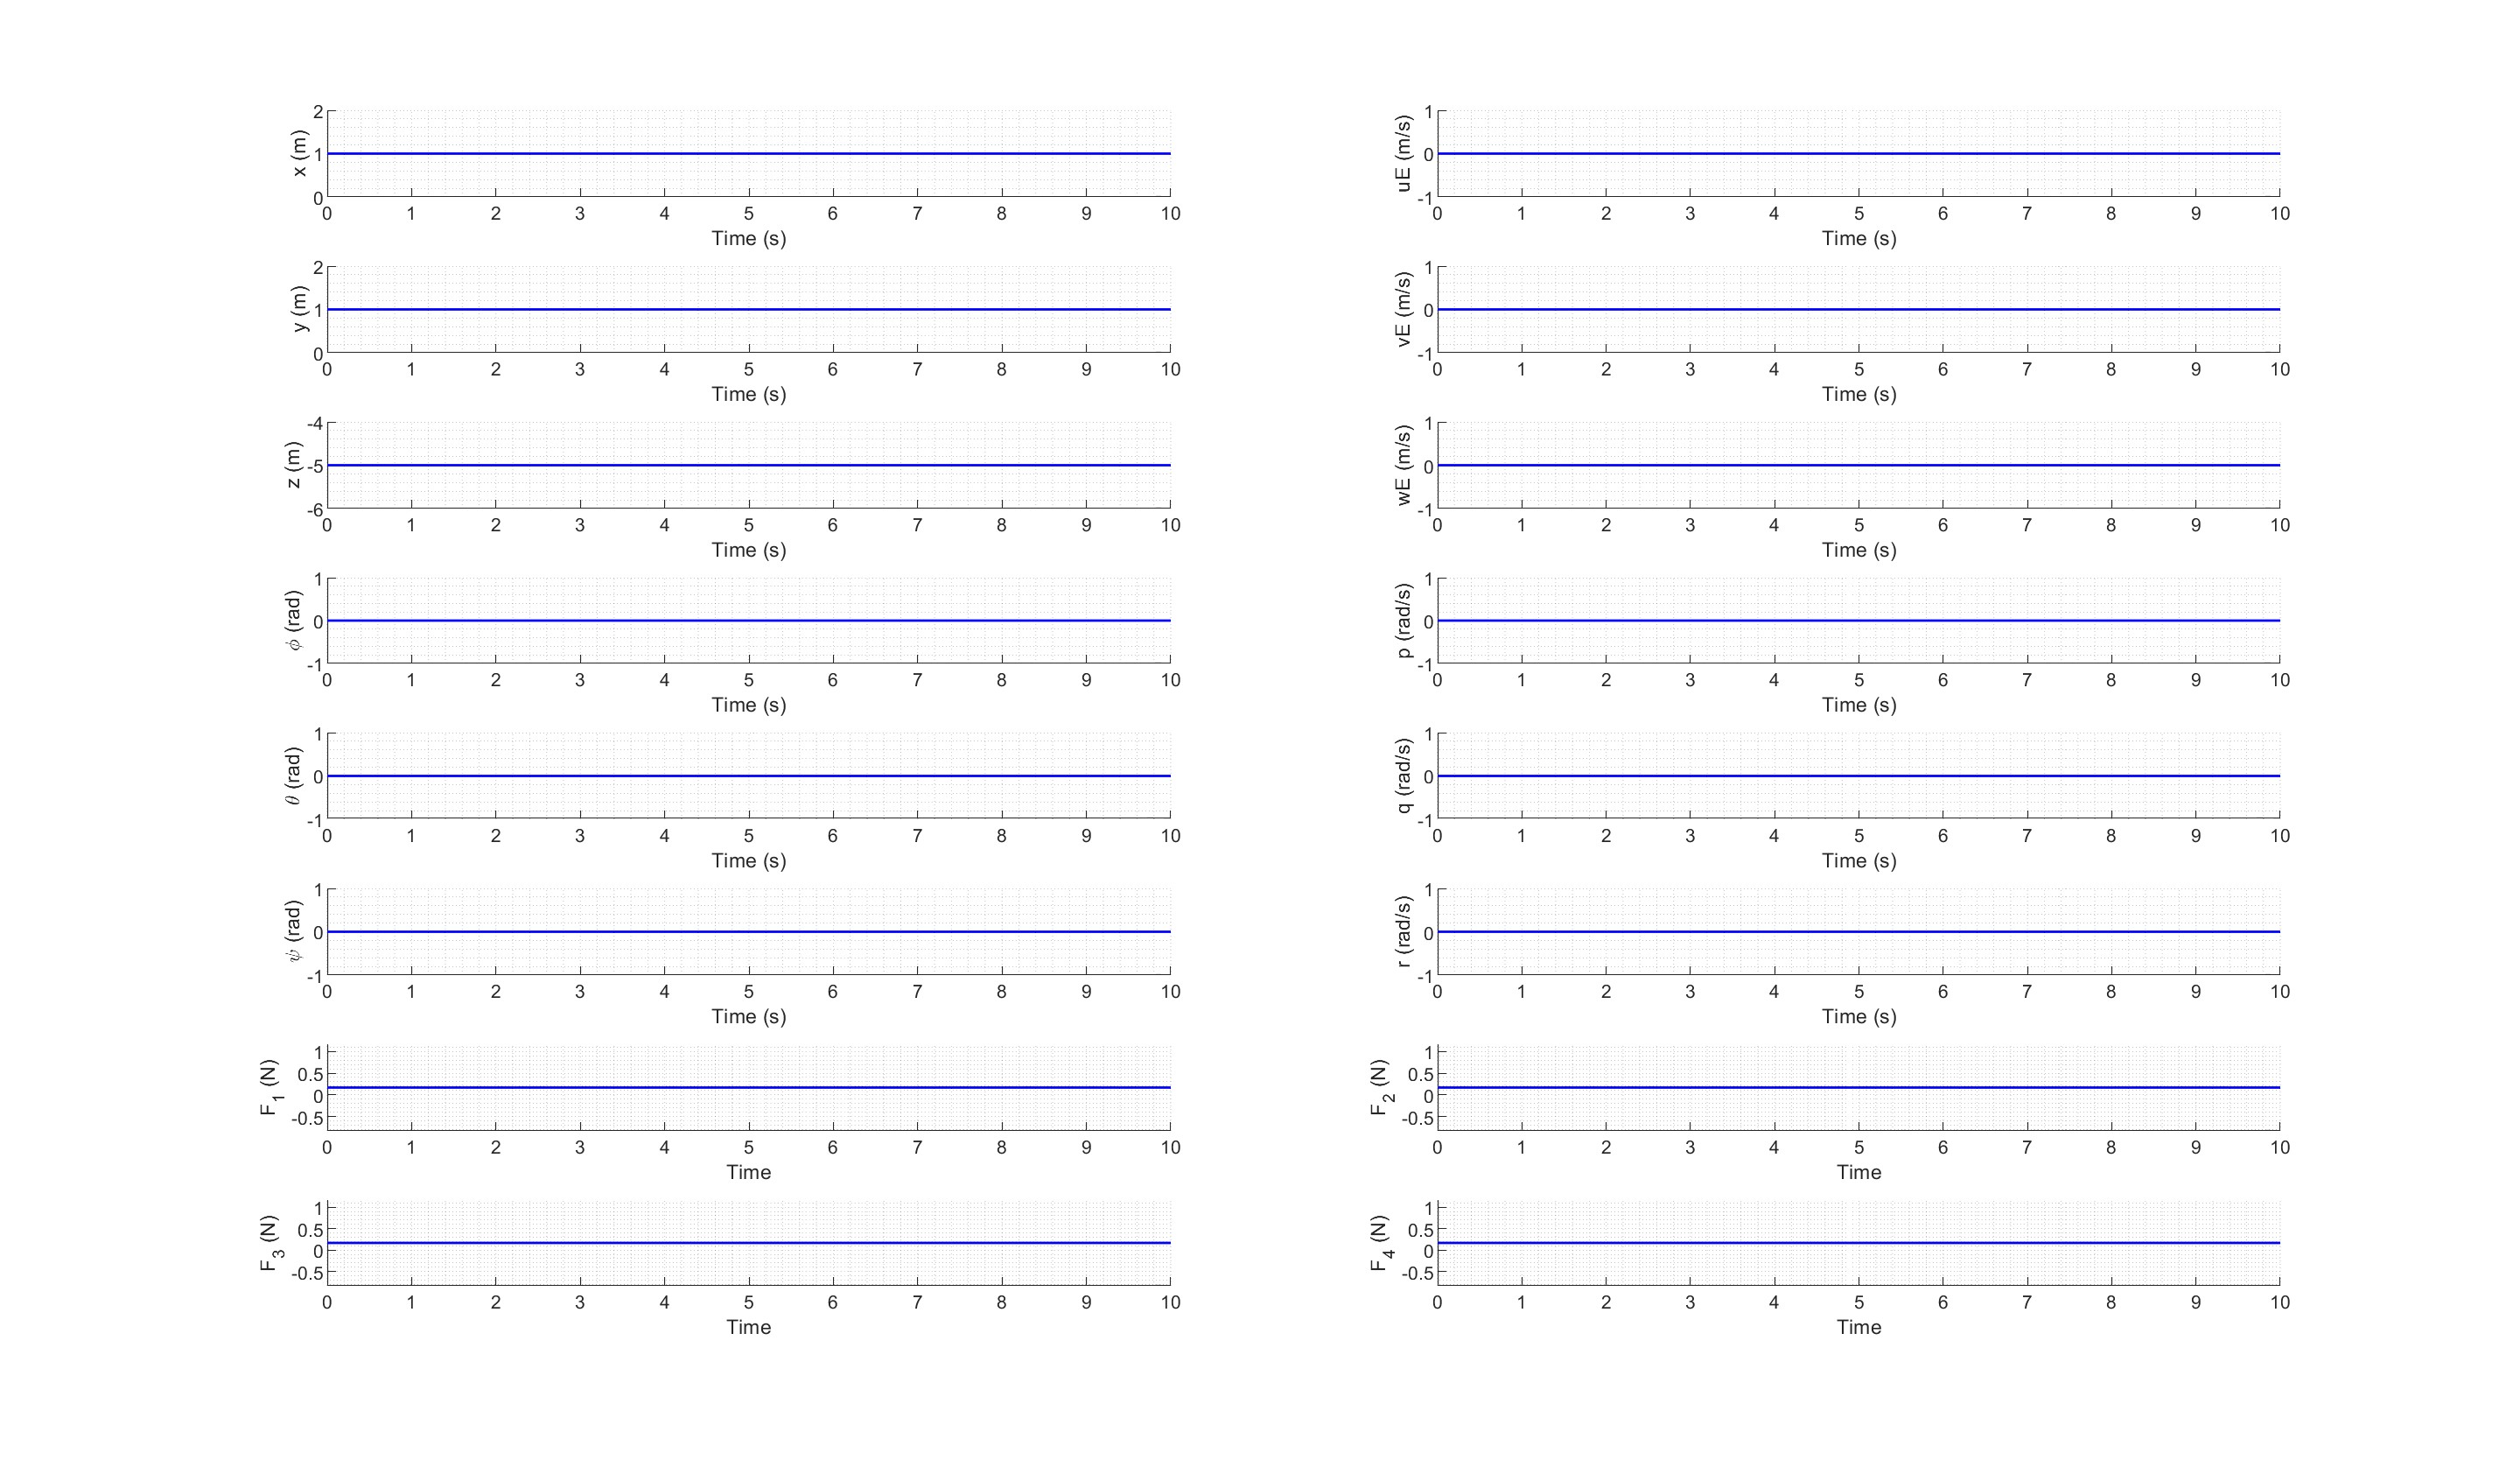 2
1
0
x (m)
0 1 2 3 4 5 6 7 8 9 10
Time (s)
1
0
-1
uE (m/s)
0 1 2 3 4 5 6 7 8 9 10
Time (s)
2
1
0
y (m)
0 1 2 3 4 5 6 7 8 9 10
Time (s)
1
0
-1
vE (m/s)
0 1 2 3 4 5 6 7 8 9 10
Time (s)
-4
-5
-6
z (m)
0 1 2 3 4 5 6 7 8 9 10
Time (s)
1
0
-1
wE (m/s)
0 1 2 3 4 5 6 7 8 9 10
Time (s)
1
0
-1
ϕ (rad)
0 1 2 3 4 5 6 7 8 9 10
Time (s)
1
0
-1
p (rad/s)
0 1 2 3 4 5 6 7 8 9 10
Time (s)
1
0
-1
θ (rad)
0 1 2 3 4 5 6 7 8 9 10
Time (s)
1
0
-1
q (rad/s)
0 1 2 3 4 5 6 7 8 9 10
Time (s)
1
0
-1
ψ (rad)
0 1 2 3 4 5 6 7 8 9 10
Time (s)
1
0
-1
r (rad/s)
0 1 2 3 4 5 6 7 8 9 10
Time (s)
1
0.5
0
-0.5
F₁ (N)
0 1 2 3 4 5 6 7 8 9 10
Time
1
0.5
0
-0.5
F₂ (N)
0 1 2 3 4 5 6 7 8 9 10
Time
1
0.5
0
-0.5
F₃ (N)
0 1 2 3 4 5 6 7 8 9 10
Time
1
0.5
0
-0.5
F₄ (N)
0 1 2 3 4 5 6 7 8 9 10
Time